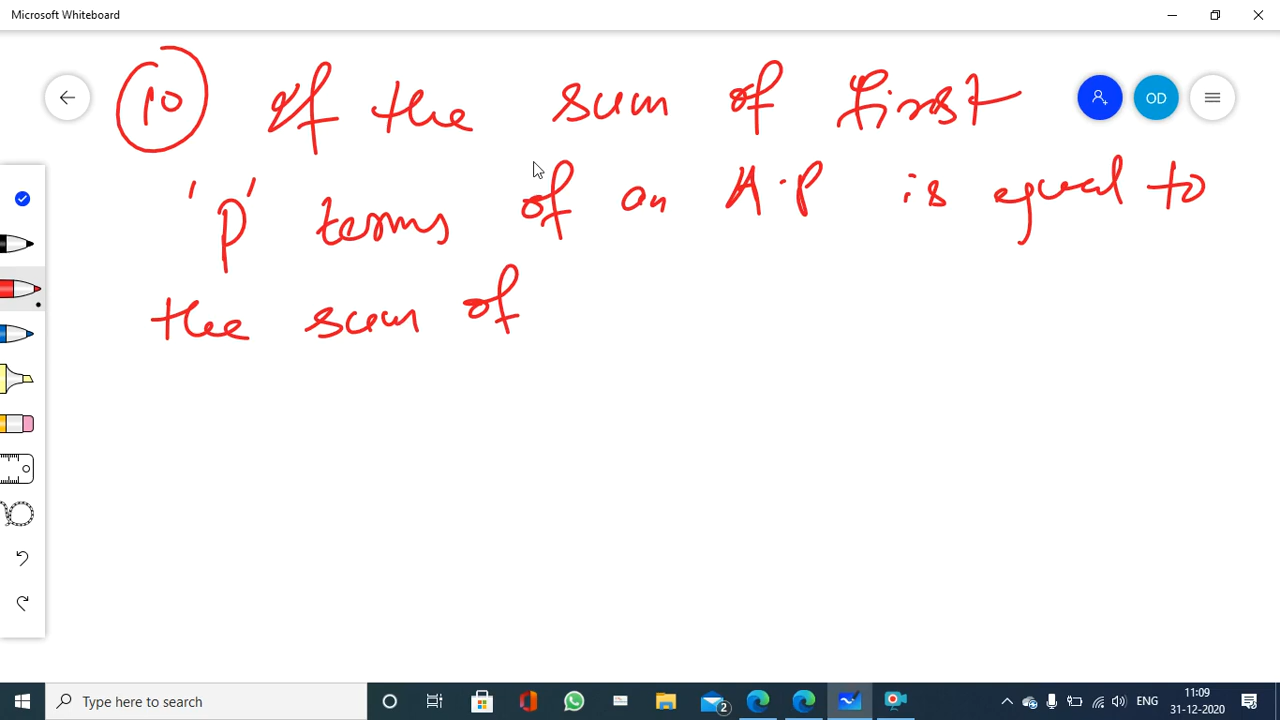 Microsoft Whiteboard
10 If the sum of first
'p' terms of an A.P is equal to
the sum of
OD
Type here to search
2
ENG
11:09
31-12-2020